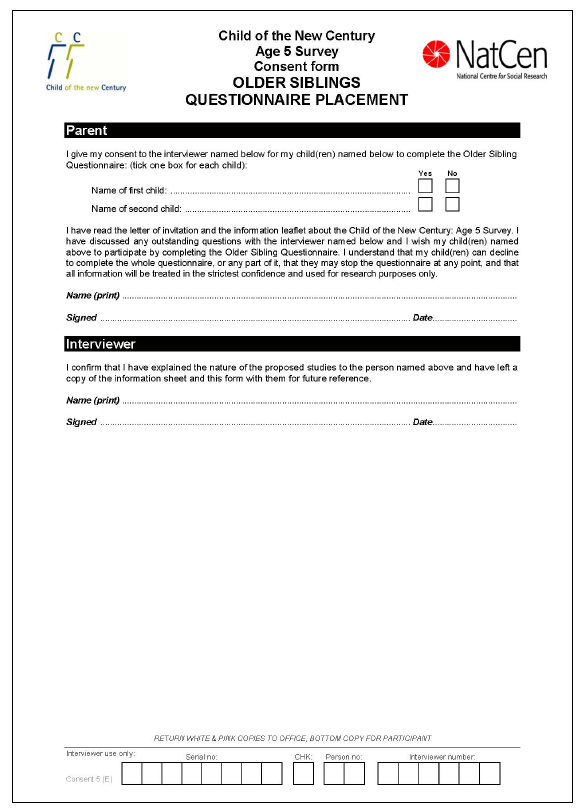 C C
Child of the new Century
Child of the New Century
Age 5 Survey
Consent form
OLDER SIBLINGS
QUESTIONNAIRE PLACEMENT
NatCen
National Centre for Social Research
Parent
I give my consent to the interviewer named below for my child(ren) named below to complete the Older Sibling
Questionnaire: (tick one box for each child):
Yes No
Name of first child: ..........................................................................................
Name of second child: ....................................................................................
I have read the letter of invitation and the information leaflet about the Child of the New Century: Age 5 Survey. I
have discussed any outstanding questions with the interviewer named below and I wish my child(ren) named
above to participate by completing the Older Sibling Questionnaire. I understand that my child(ren) can decline
to complete the whole questionnaire, or any part of it, that they may stop the questionnaire at any point, and that
all information will be treated in the strictest confidence and used for research purposes only.
Name (print) ....................................................................................................................................................
Signed ..................................................................................................................... Date................................
Interviewer
I confirm that I have explained the nature of the proposed studies to the person named above and have left a
copy of the information sheet and this form with them for future reference.
Name (print) ....................................................................................................................................................
Signed ..................................................................................................................... Date................................
RETURN WHITE & PINK COPIES TO OFFICE, BOTTOM COPY FOR PARTICIPANT
Interviewer use only:
Serial no: CHK: Person no: Interviewer number:
Consent 5 (E)